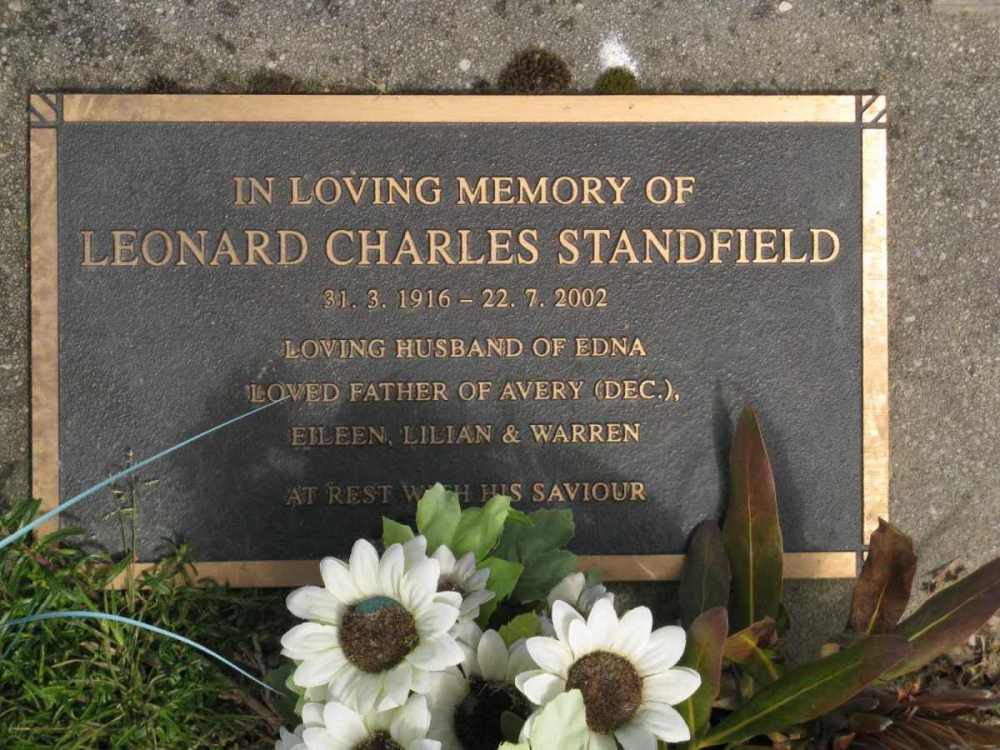 IN LOVING MEMORY OF
LEONARD CHARLES STANDFIELD
31. 3. 1916 – 22. 7. 2002
LOVING HUSBAND OF EDNA
LOVED FATHER OF AVERY (DEC.),
EILEEN, LILIAN & WARREN
AT REST WITH HIS SAVIOUR